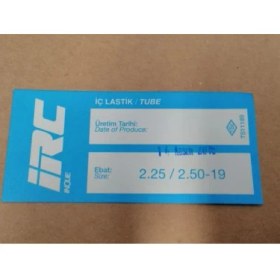 İÇ LASTİK / TUBE
Üretim Tarihi:
Date of Produce:
IRC
Ebat:
Size:
2.25 / 2.50-19